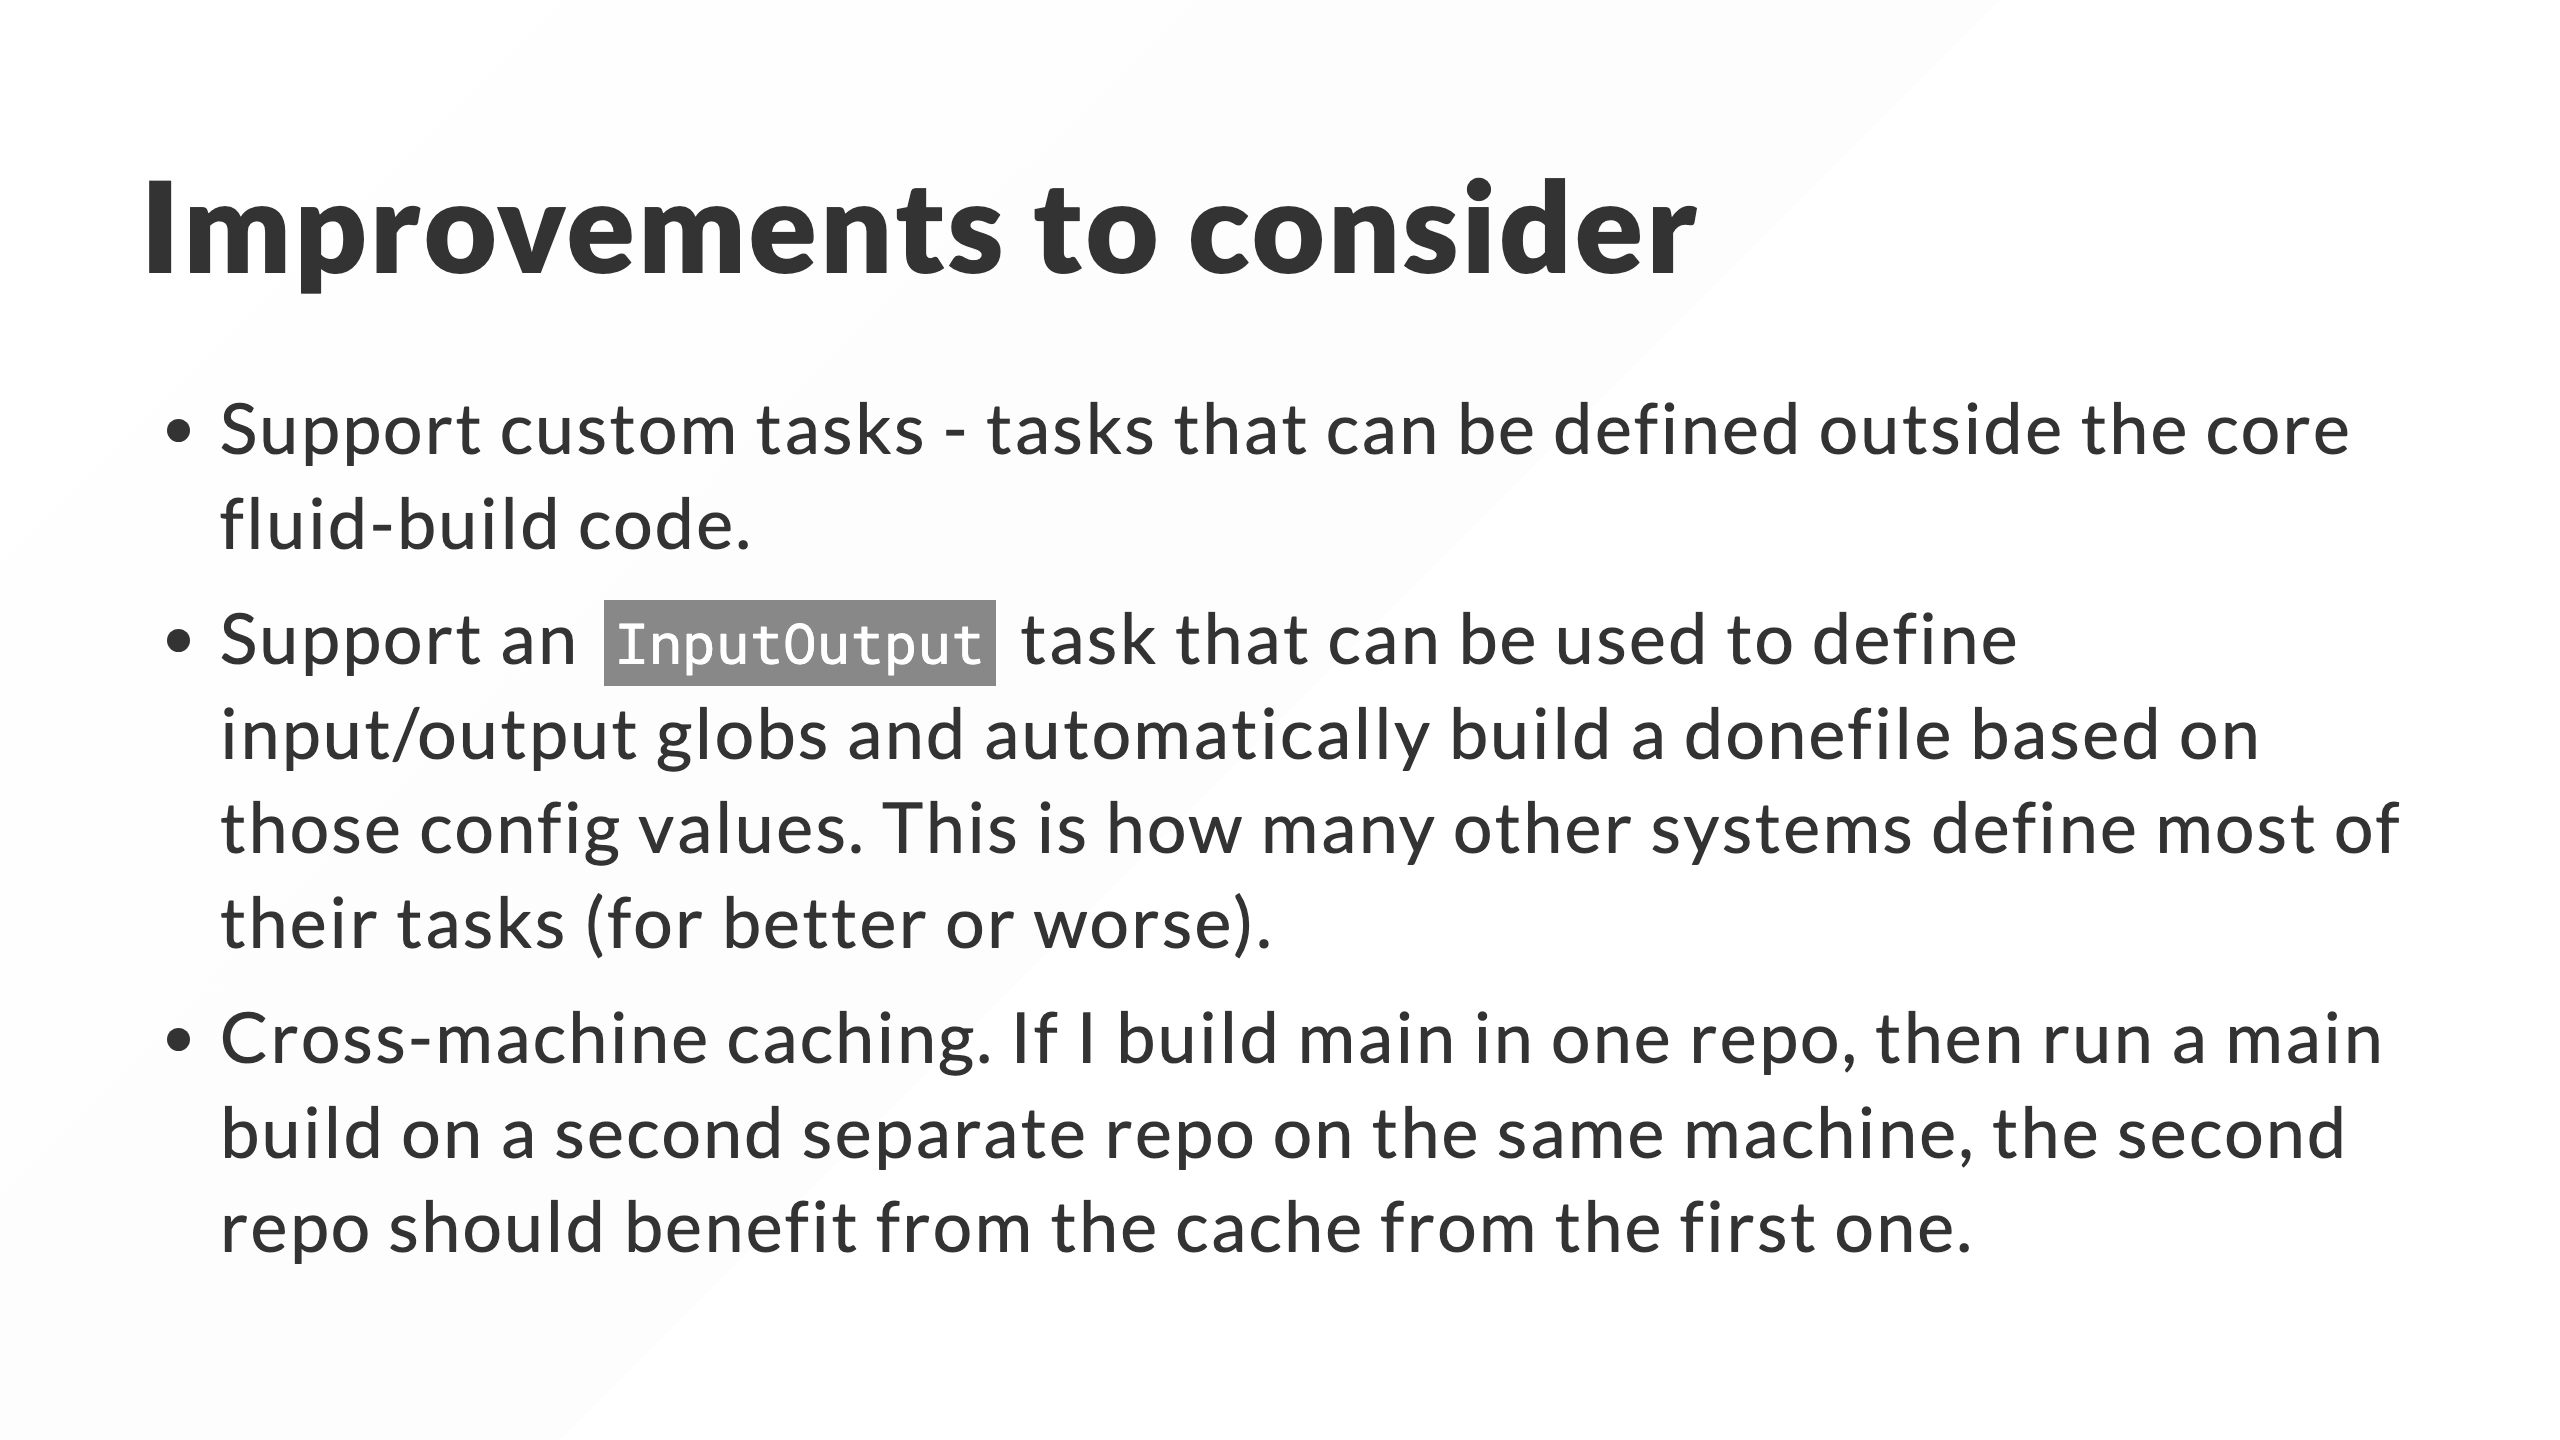 Improvements to consider
• Support custom tasks - tasks that can be defined outside the core
fluid-build code.
• Support an InputOutput task that can be used to define
input/output globs and automatically build a donefile based on
those config values. This is how many other systems define most of
their tasks (for better or worse).
• Cross-machine caching. If I build main in one repo, then run a main
build on a second separate repo on the same machine, the second
repo should benefit from the cache from the first one.